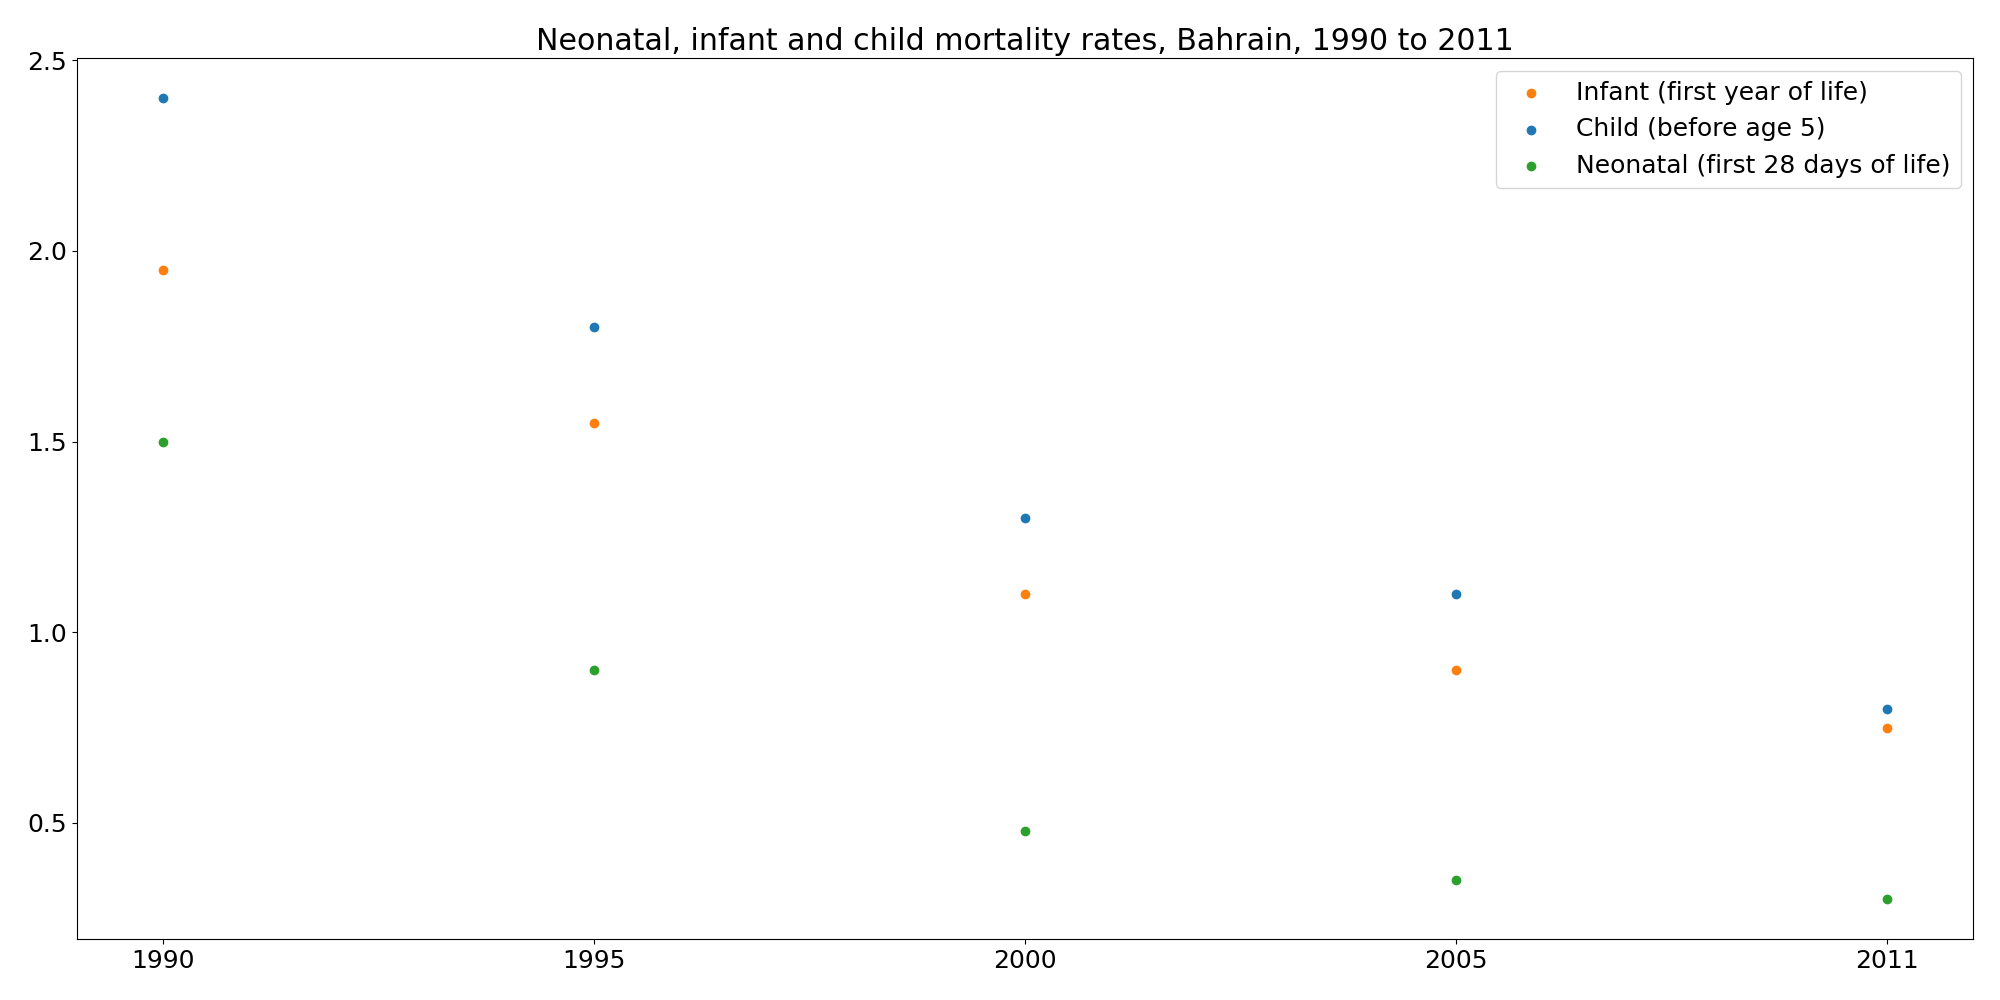 Neonatal, infant and child mortality rates, Bahrain, 1990 to 2011
2.5
2.0
1.5
1.0
0.5
Infant (first year of life)
Child (before age 5)
Neonatal (first 28 days of life)
1990 1995 2000 2005 2011